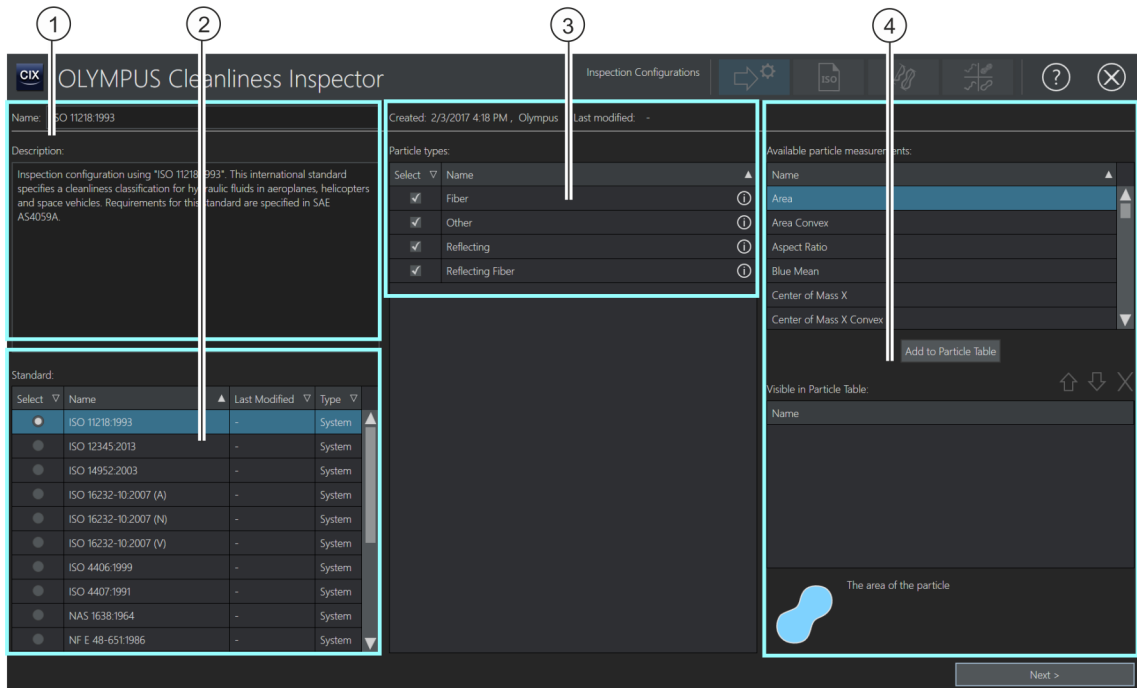 1 2 3 4
CIX OLYMPUS Cleanliness Inspector Inspection Configurations ISO ?
Name: ISO 11218:1993
Description:
Inspection configuration using "ISO 11218:1993". This international standard
specifies a cleanliness classification for hydraulic fluids in aeroplanes, helicopters
and space vehicles. Requirements for this standard are specified in SAE
AS4059A.
Standard:
Select Name Last Modified Type
ISO 11218:1993 - System
ISO 12345:2013 - System
ISO 14952:2003 - System
ISO 16232-10:2007 (A) - System
ISO 16232-10:2007 (N) - System
ISO 16232-10:2007 (V) - System
ISO 4406:1999 - System
ISO 4407:1991 - System
NAS 1638:1964 - System
NF E 48-651:1986 - System
Created: 2/3/2017 4:18 PM , Olympus Last modified: -
Particle types:
Select Name
Fiber
Other
Reflecting
Reflecting Fiber
Available particle measurements:
Name
Area
Area Convex
Aspect Ratio
Blue Mean
Center of Mass X
Center of Mass X Convex
Add to Particle Table
Visible in Particle Table:
Name
The area of the particle
Next >